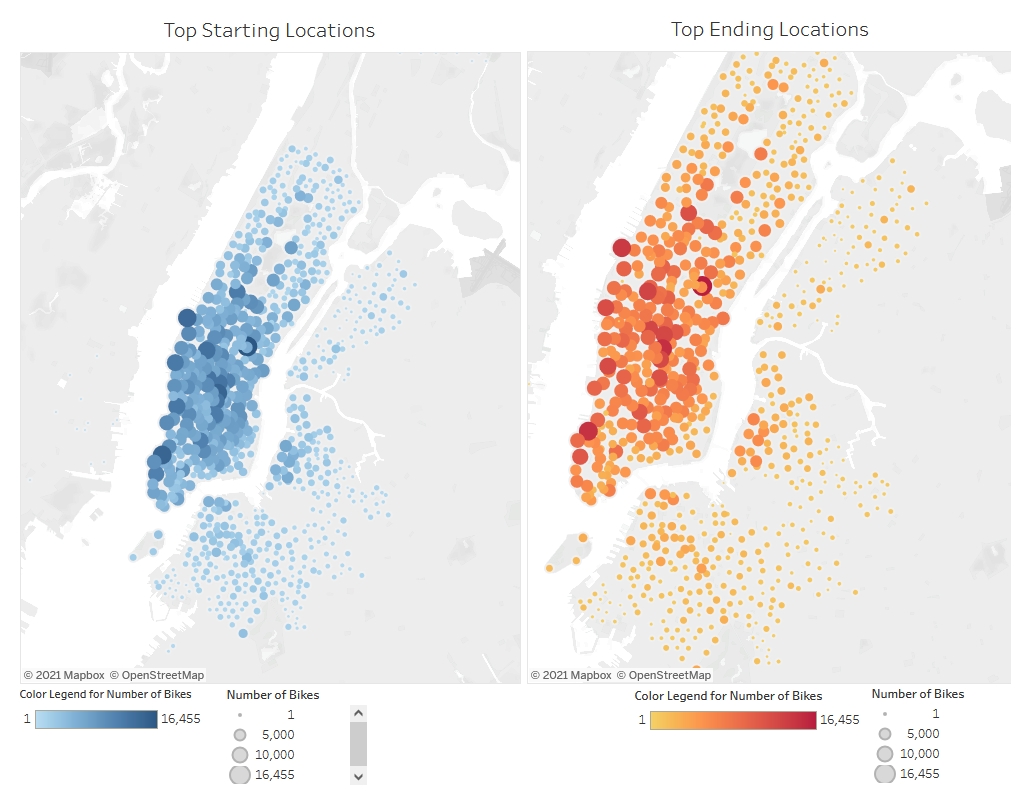 Top Starting Locations
Top Ending Locations
© 2021 Mapbox © OpenStreetMap
© 2021 Mapbox © OpenStreetMap
Color Legend for Number of Bikes
1 16,455
Number of Bikes
1
5,000
10,000
16,455
Color Legend for Number of Bikes
1 16,455
Number of Bikes
1
5,000
10,000
16,455